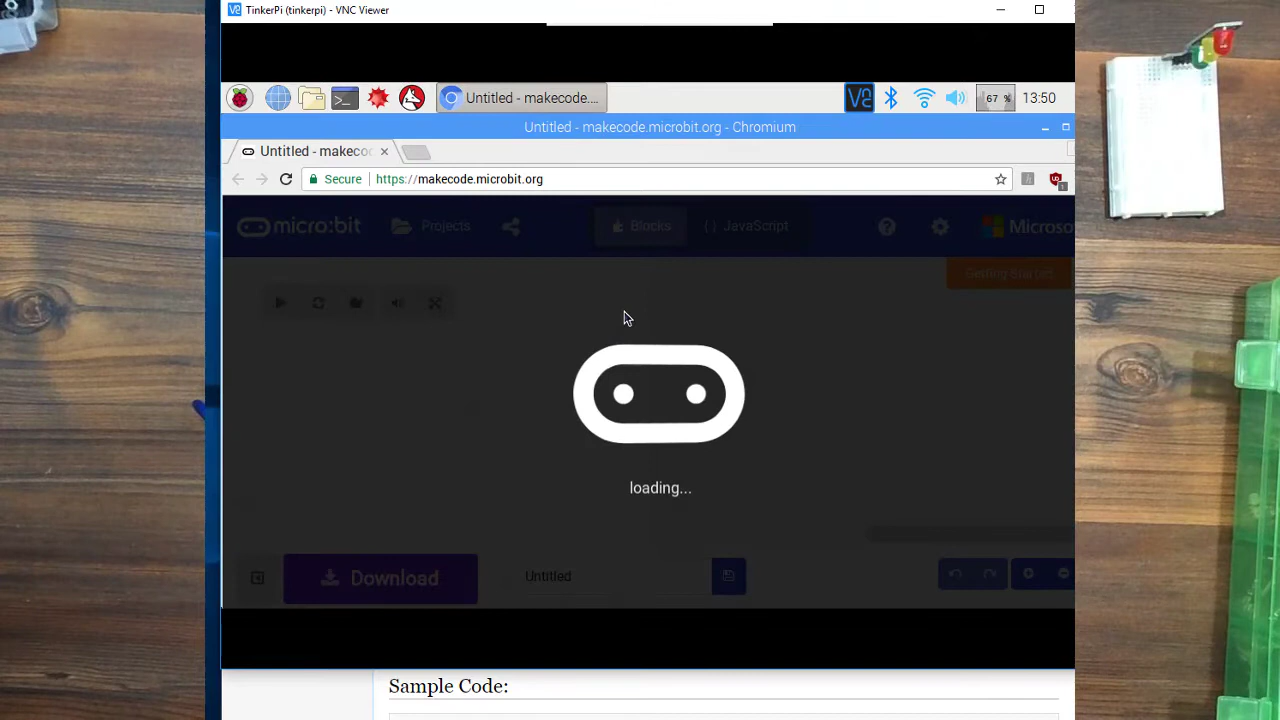 TinkerPi (tinkerpi) - VNC Viewer
Untitled - makecode....
67 %
13:50
Untitled - makecode.microbit.org - Chromium
Untitled - makecod
Secure
https://makecode.microbit.org
micro:bit
Projects
Blocks
{ } JavaScript
Microso
Getting Started
loading...
Download
Untitled
Sample Code: